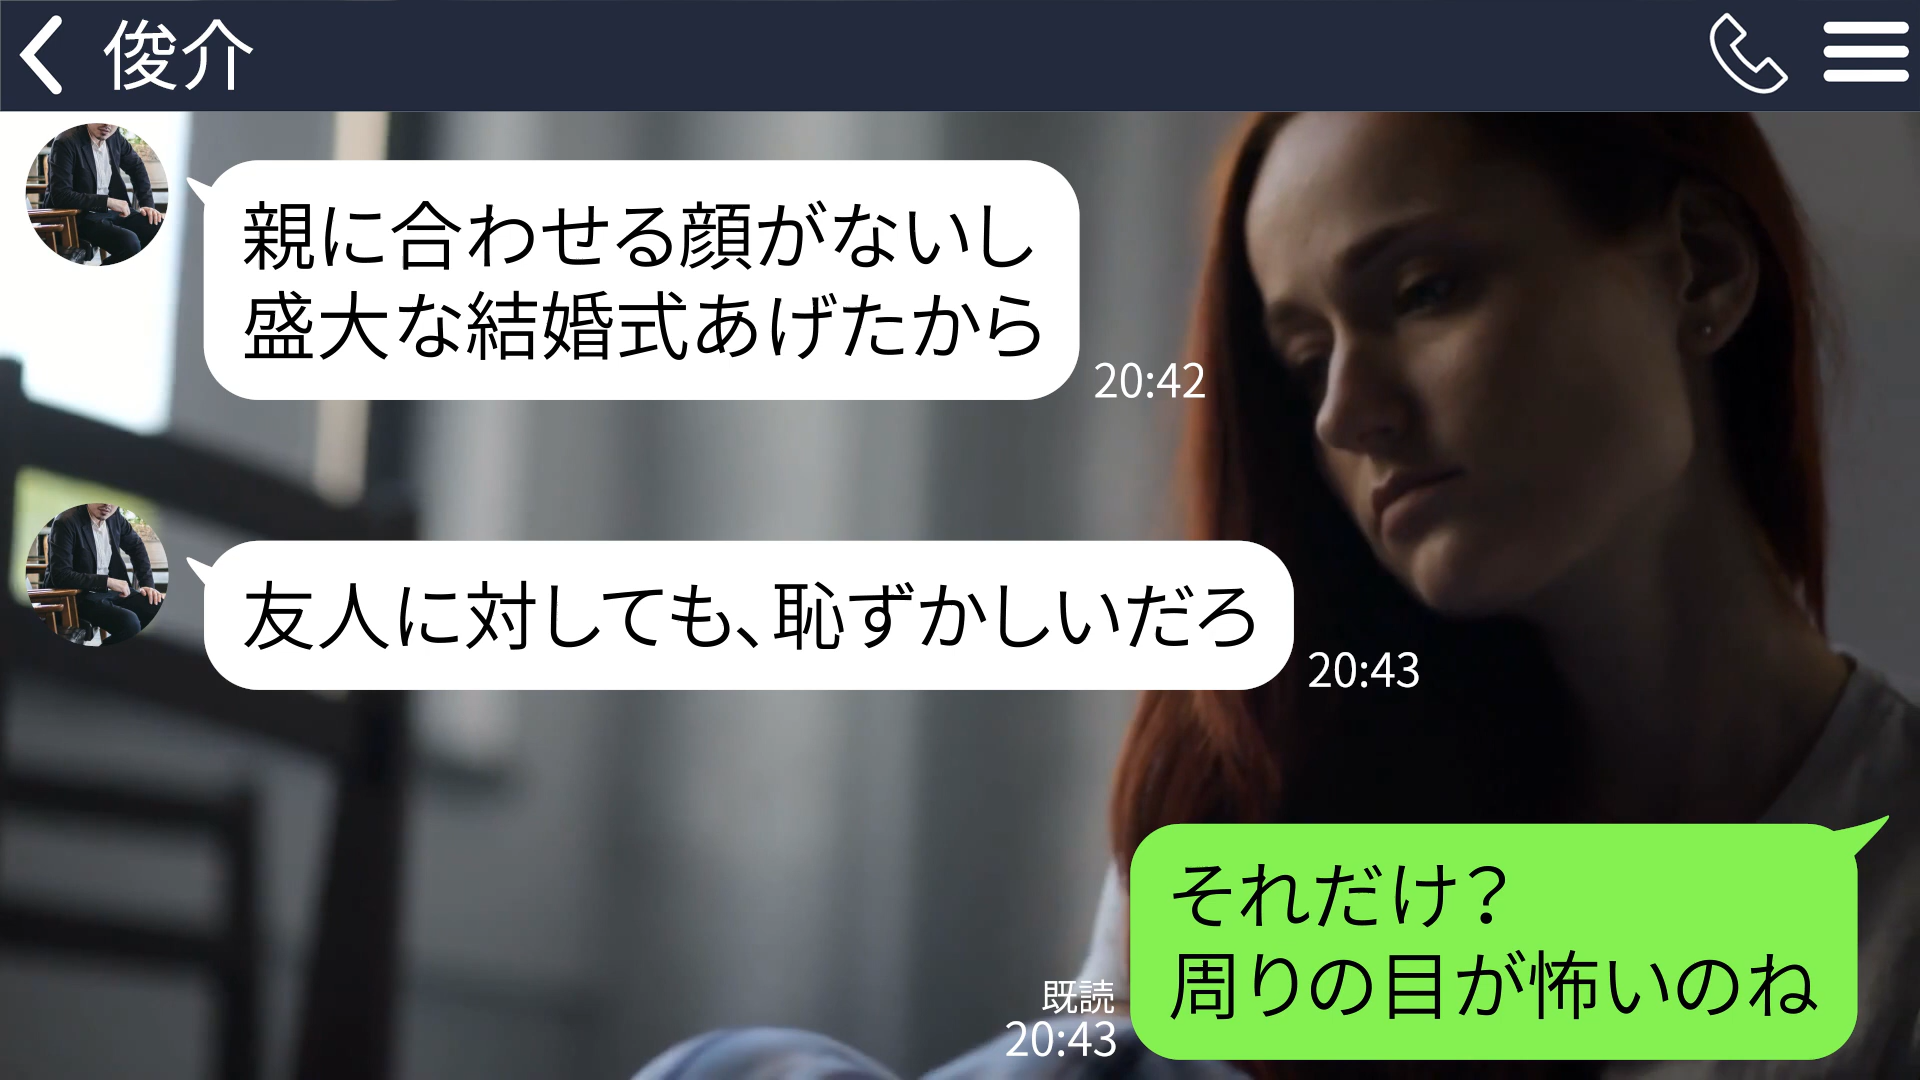 俊介
親に合わせる顔がないし
盛大な結婚式あげたから
20:42
友人に対しても、恥ずかしいだろ
20:43
それだけ？
周りの目が怖いのね
既読
20:43